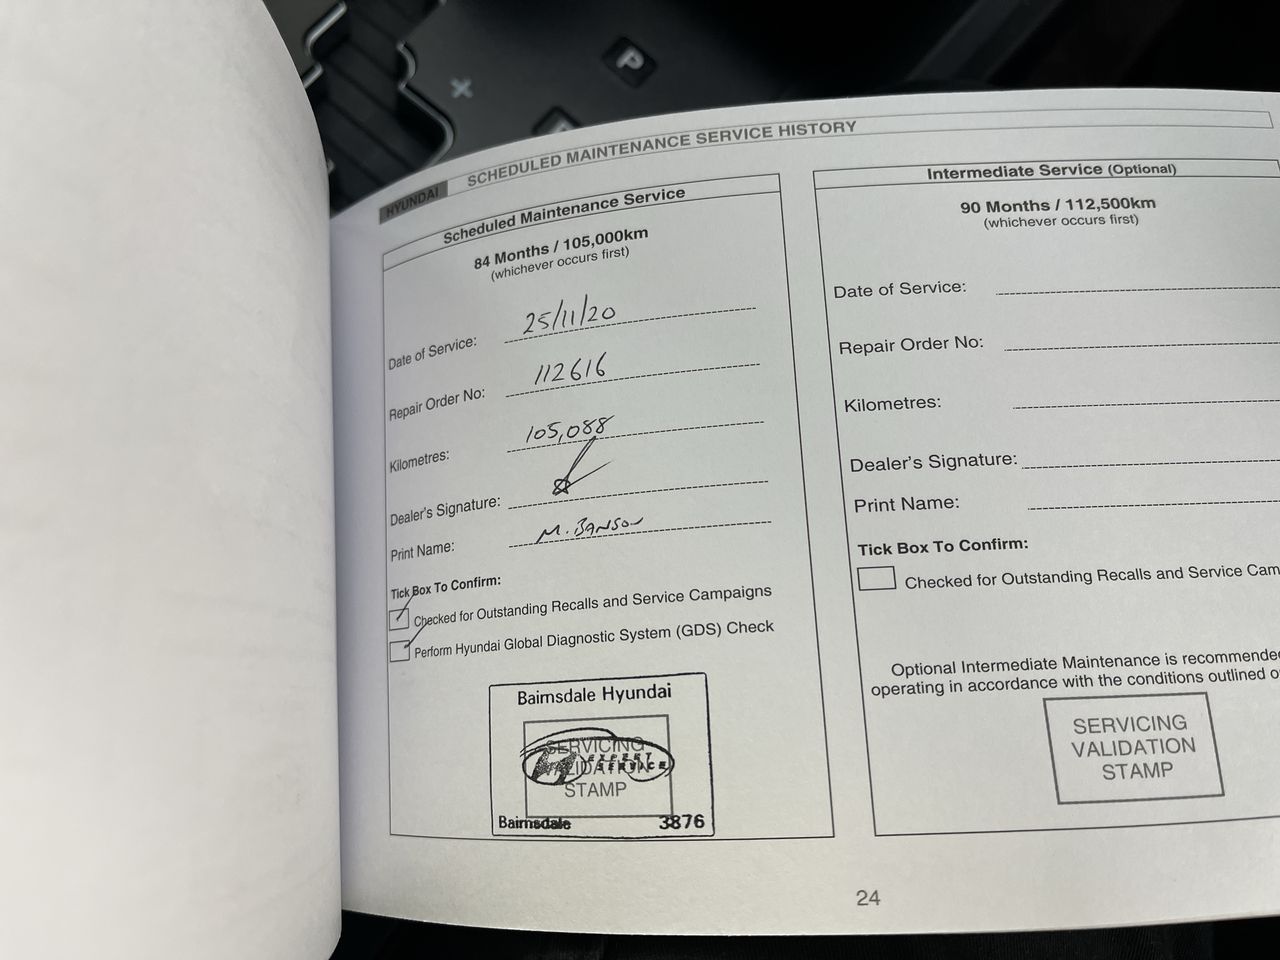 P
HYUNDAI SCHEDULED MAINTENANCE SERVICE HISTORY
Scheduled Maintenance Service
84 Months / 105,000km
(whichever occurs first)
Date of Service: 25/11/20
Repair Order No: 112616
Kilometres: 105,088
Dealer's Signature:
Print Name: M. BANSON
Tick Box To Confirm:
Checked for Outstanding Recalls and Service Campaigns
Perform Hyundai Global Diagnostic System (GDS) Check
Bairnsdale Hyundai
SERVICING
VALIDATION
STAMP
EXPERT
SERVICE
Bairnsdale 3876
Intermediate Service (Optional)
90 Months / 112,500km
(whichever occurs first)
Date of Service:
Repair Order No:
Kilometres:
Dealer's Signature:
Print Name:
Tick Box To Confirm:
Checked for Outstanding Recalls and Service Cam
Optional Intermediate Maintenance is recommende
operating in accordance with the conditions outlined o
SERVICING
VALIDATION
STAMP
24